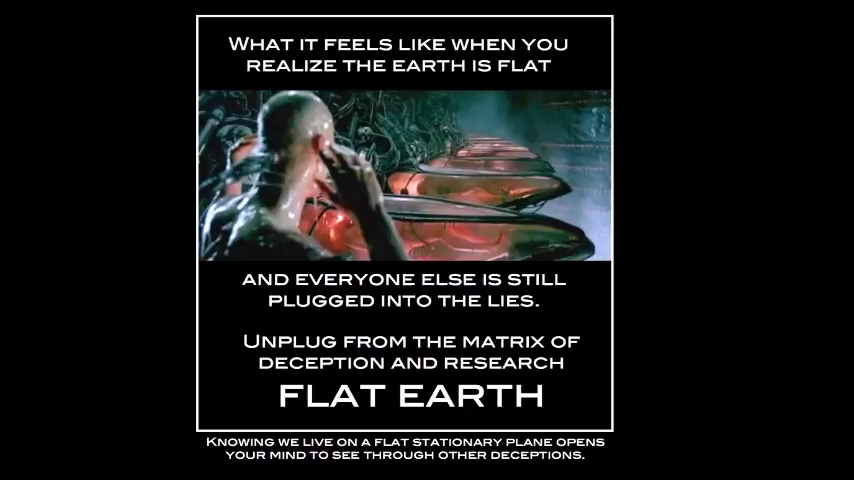 What it feels like when you
realize the earth is flat
and everyone else is still
plugged into the lies.
Unplug from the matrix of
deception and research
FLAT EARTH
Knowing we live on a flat stationary plane opens
your mind to see through other deceptions.